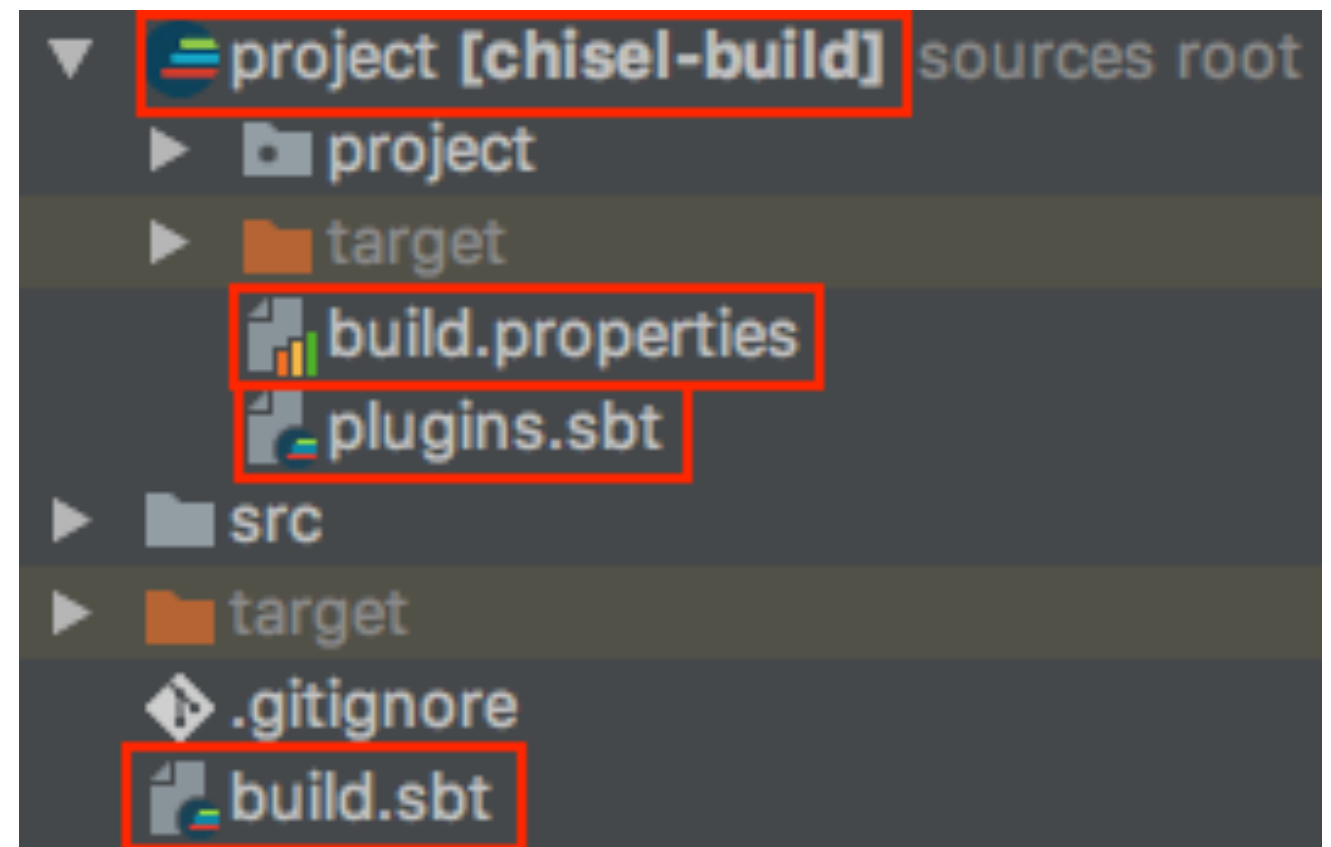 project [chisel-build] sources root
project
target
build.properties
plugins.sbt
src
target
.gitignore
build.sbt